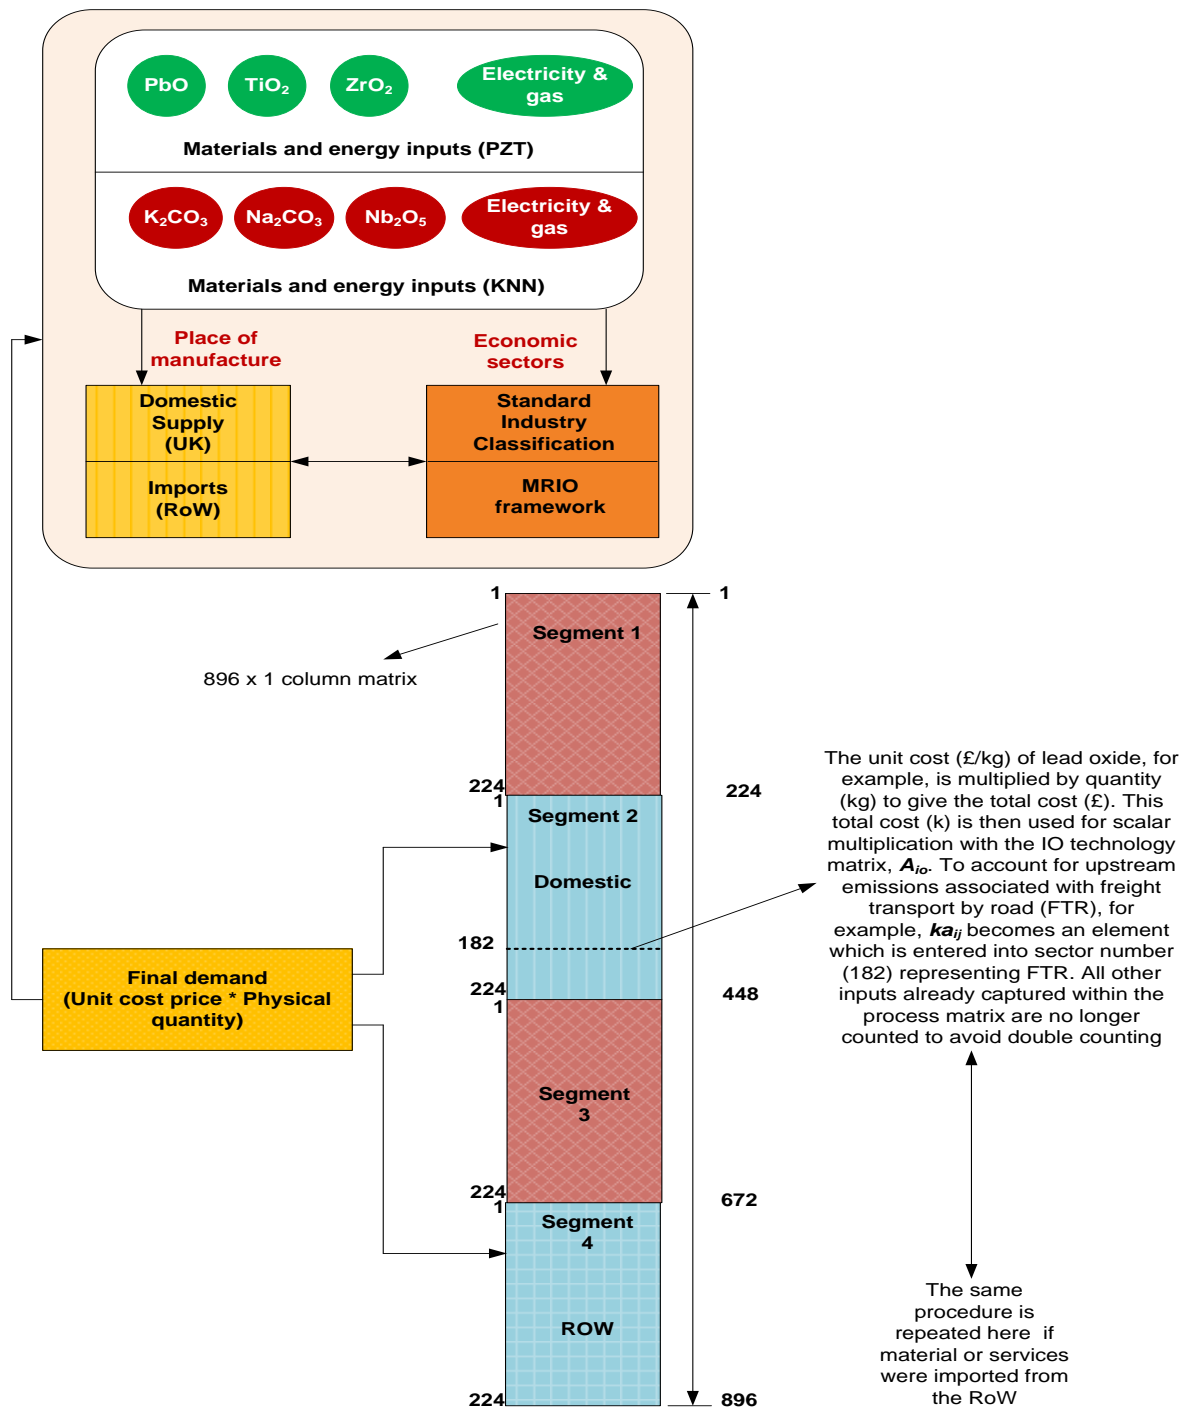 PbO
TiO₂
ZrO₂
Electricity &
gas
Materials and energy inputs (PZT)
K₂CO₃
Na₂CO₃
Nb₂O₅
Electricity &
gas
Materials and energy inputs (KNN)
Place of
manufacture
Economic
sectors
Domestic
Supply
(UK)
Imports
(RoW)
Standard
Industry
Classification
MRIO
framework
1
1
Segment 1
896 x 1 column matrix
224
1
224
Segment 2
Domestic
182
224
1
448
Final demand
(Unit cost price * Physical
quantity)
Segment
3
224
1
672
Segment
4
ROW
224
896
The unit cost (£/kg) of lead oxide, for
example, is multiplied by quantity
(kg) to give the total cost (£). This
total cost (k) is then used for scalar
multiplication with the IO technology
matrix, Aᵢₒ. To account for upstream
emissions associated with freight
transport by road (FTR), for
example, kaᵢⱼ becomes an element
which is entered into sector number
(182) representing FTR. All other
inputs already captured within the
process matrix are no longer
counted to avoid double counting
The same
procedure is
repeated here if
material or services
were imported from
the RoW